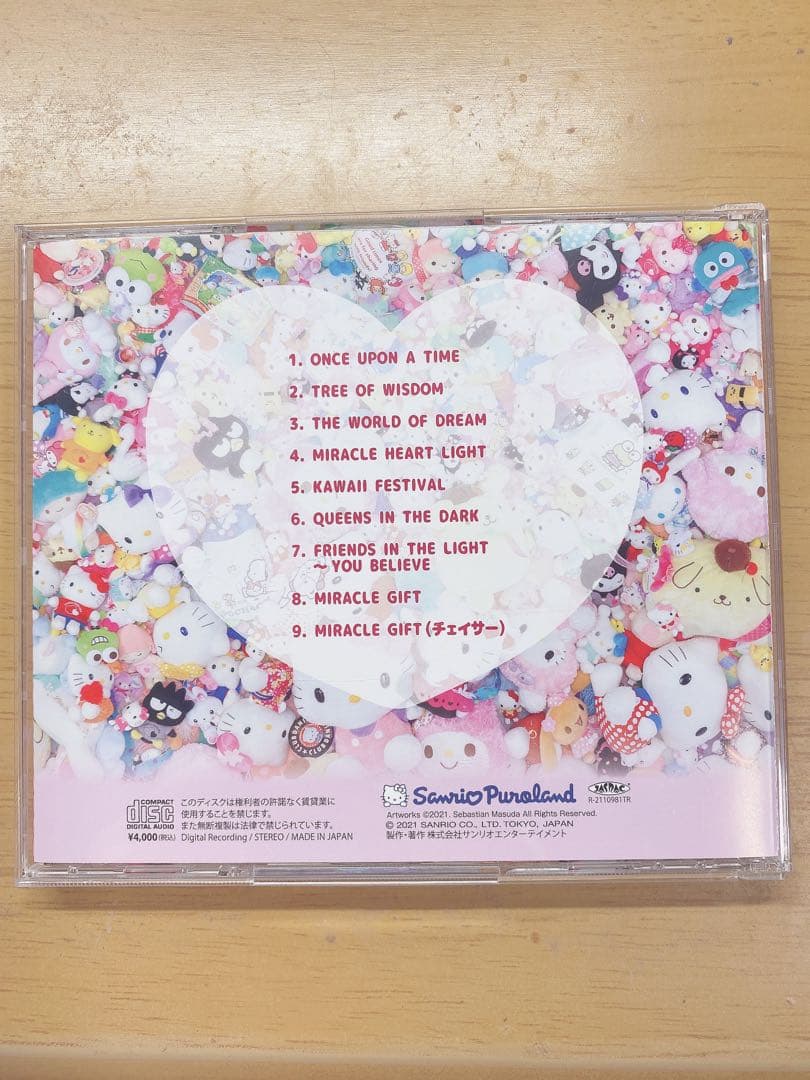 1. ONCE UPON A TIME
2. TREE OF WISDOM
3. THE WORLD OF DREAM
4. MIRACLE HEART LIGHT
5. KAWAII FESTIVAL
6. QUEENS IN THE DARK
7. FRIENDS IN THE LIGHT
～YOU BELIEVE
8. MIRACLE GIFT
9. MIRACLE GIFT(チェイサー)
COMPACT
disc
DIGITAL AUDIO
¥4,000(税込)
このディスクは権利者の許諾なく賃貸業に
使用することを禁じます。
また無断複製は法律で禁じられています。
Digital Recording / STEREO / MADE IN JAPAN
Sanrio Puroland
Artworks ©2021. Sebastian Masuda All Rights Reserved.
© 2021 SANRIO CO., LTD. TOKYO, JAPAN
製作・著作 株式会社サンリオエンターテイメント
JASRAC
R-2110981TR